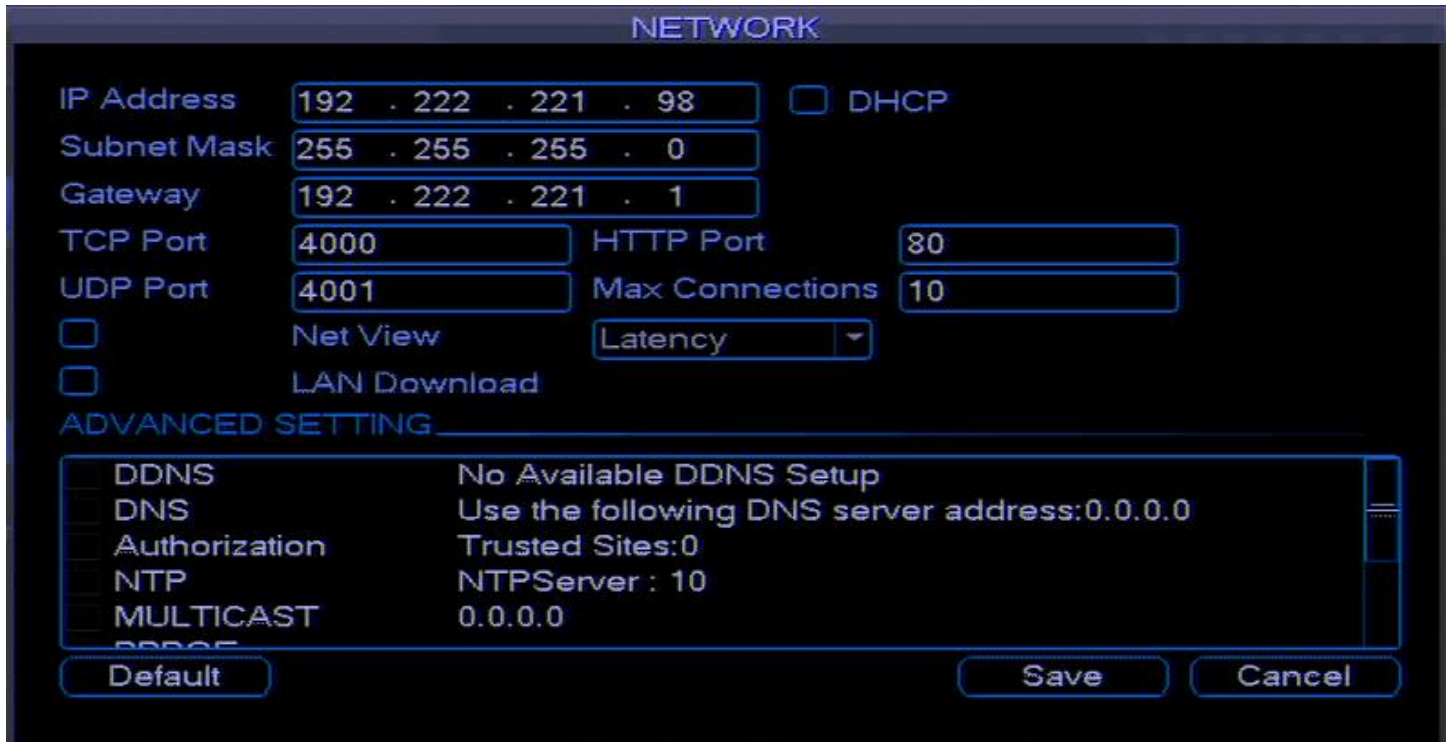 NETWORK
IP Address 192 . 222 . 221 . 98 DHCP
Subnet Mask 255 . 255 . 255 . 0
Gateway 192 . 222 . 221 . 1
TCP Port 4000 HTTP Port 80
UDP Port 4001 Max Connections 10
Net View Latency
LAN Download
ADVANCED SETTING
DDNS No Available DDNS Setup
DNS Use the following DNS server address:0.0.0.0
Authorization Trusted Sites:0
NTP NTPServer : 10
MULTICAST 0.0.0.0
Default Save Cancel